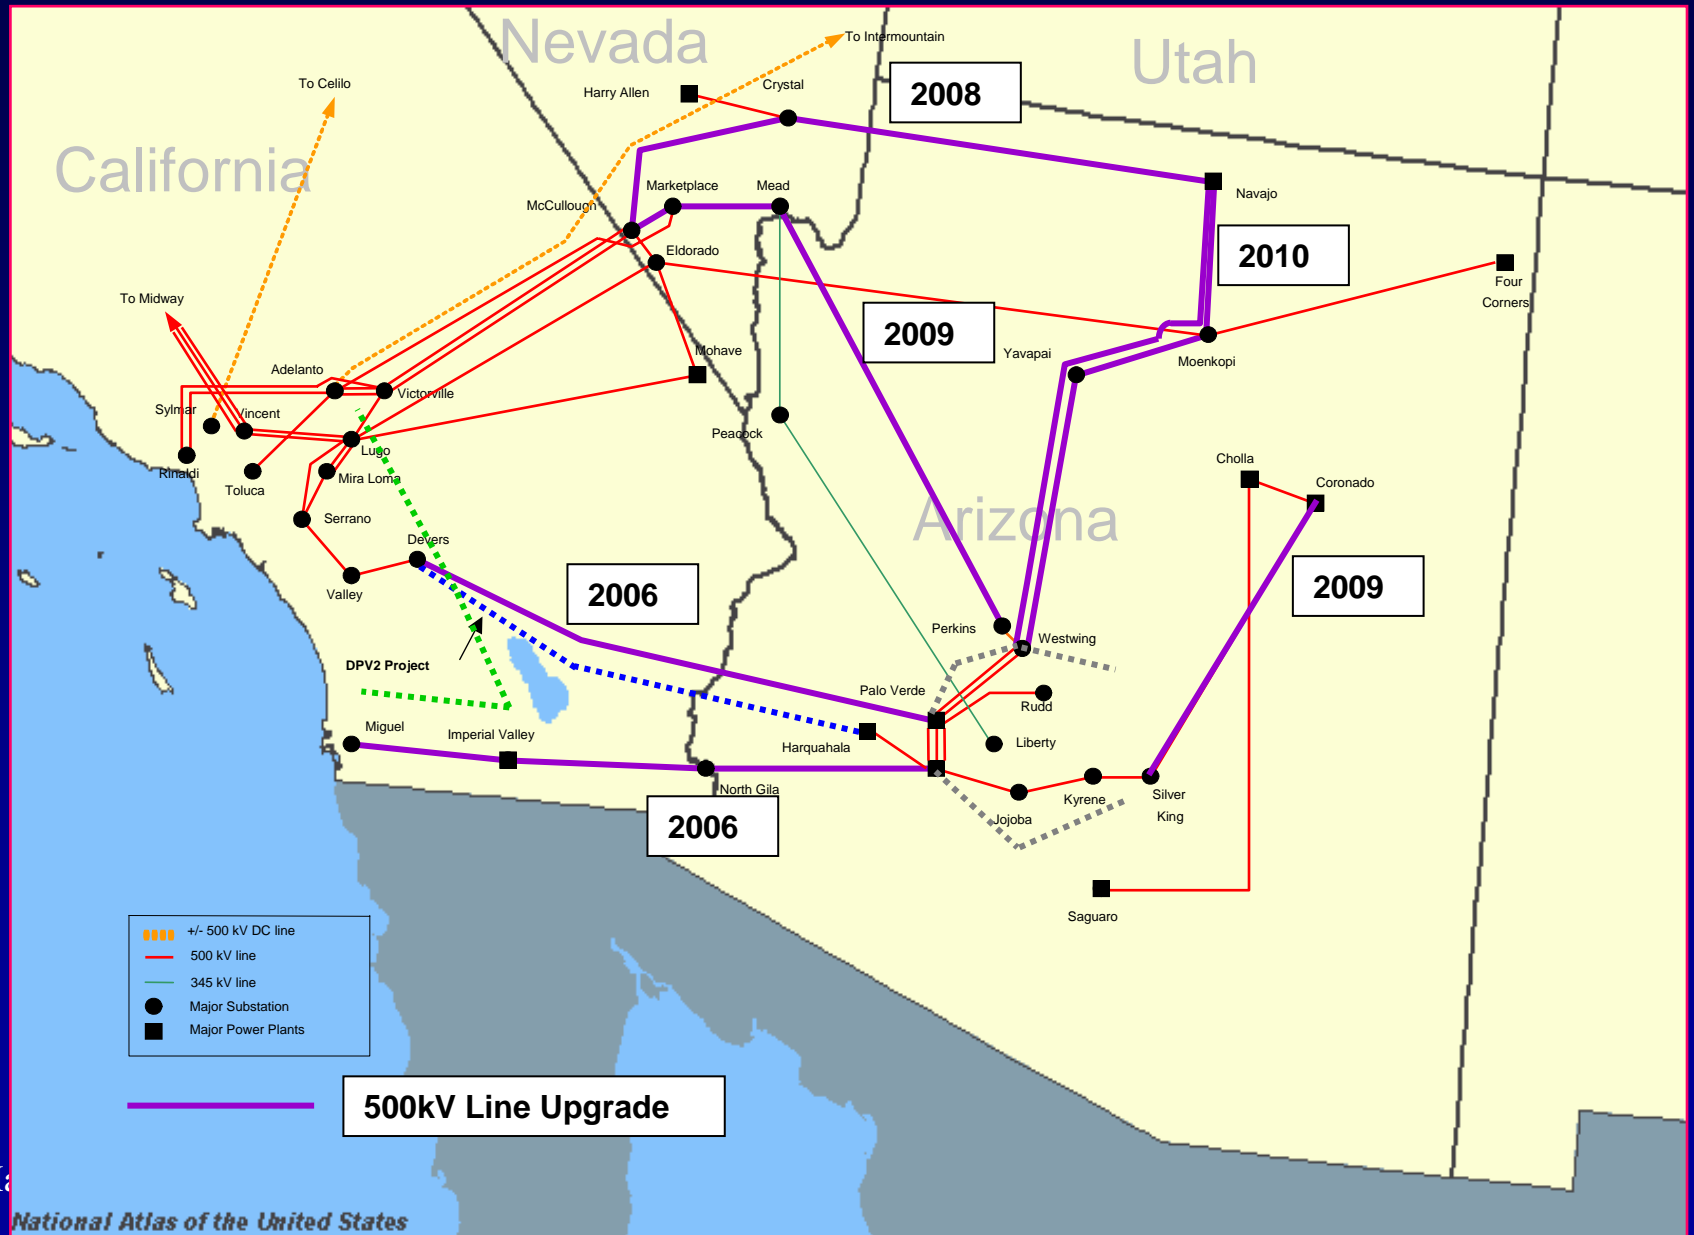 Nevada
Utah
California
Arizona
To Intermountain
To Celilo
Harry Allen
Crystal
2008
Marketplace
Mead
McCullough
Navajo
Eldorado
2010
Four
Corners
To Midway
2009
Mohave
Yavapai
Moenkopi
Adelanto
Victorville
Sylmar
Vincent
Peacock
Lugo
Rinaldi
Toluca
Mira Loma
Cholla
Coronado
Serrano
Devers
2006
2009
Valley
Perkins
Westwing
DPV2 Project
Palo Verde
Rudd
Miguel
Imperial Valley
Harquahala
Liberty
North Gila
Jojoba
Kyrene
Silver
King
2006
Saguaro
+/- 500 kV DC line
500 kV line
345 kV line
Major Substation
Major Power Plants
500kV Line Upgrade
National Atlas of the United States